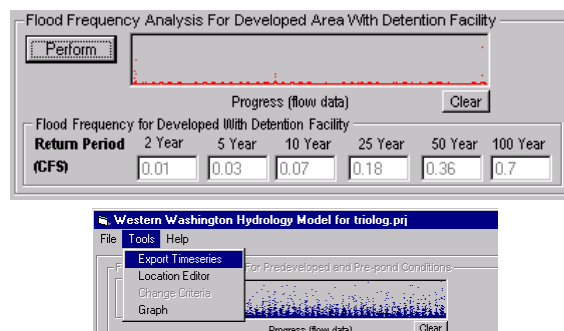 Flood Frequency Analysis For Developed Area With Detention Facility
Perform
Progress (flow data)
Clear
Flood Frequency for Developed With Detention Facility
Return Period 2 Year 5 Year 10 Year 25 Year 50 Year 100 Year
(CFS) 0.01 0.03 0.07 0.18 0.36 0.7
Western Washington Hydrology Model for triolog.prj
File Tools Help
Export Timeseries
Location Editor
Change Criteria
Graph
F
For Predeveloped and Pre-pond Conditions
Progress (flow data)
Clear